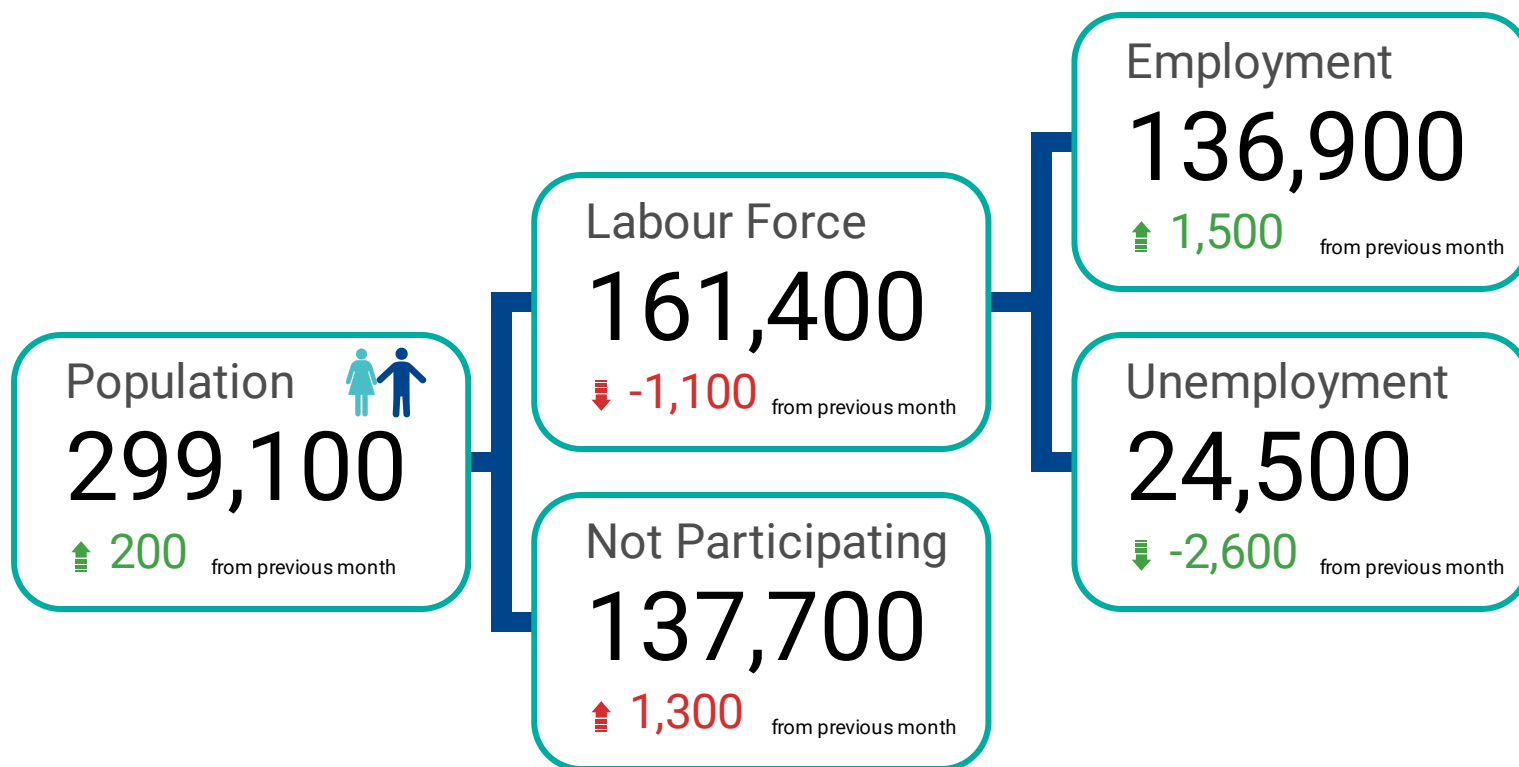 Population
299,100
200 from previous month
Labour Force
161,400
-1,100 from previous month
Not Participating
137,700
1,300 from previous month
Employment
136,900
1,500 from previous month
Unemployment
24,500
-2,600 from previous month